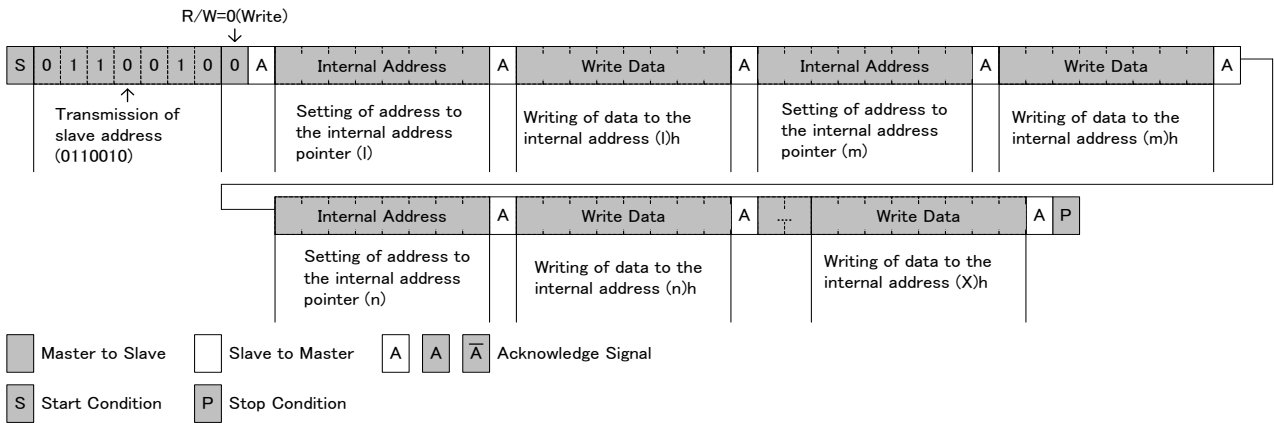 R/W=0(Write)
↓
S 0 1 1 0 0 1 0 0 A Internal Address A Write Data A Internal Address A Write Data A
↑
Transmission of
slave address
(0110010)
Setting of address to
the internal address
pointer (l)
Writing of data to the
internal address (l)h
Setting of address to
the internal address
pointer (m)
Writing of data to the
internal address (m)h
Internal Address A Write Data A .... Write Data A P
Setting of address to
the internal address
pointer (n)
Writing of data to the
internal address (n)h
Writing of data to the
internal address (X)h
Master to Slave Slave to Master A A A̅ Acknowledge Signal
S Start Condition P Stop Condition